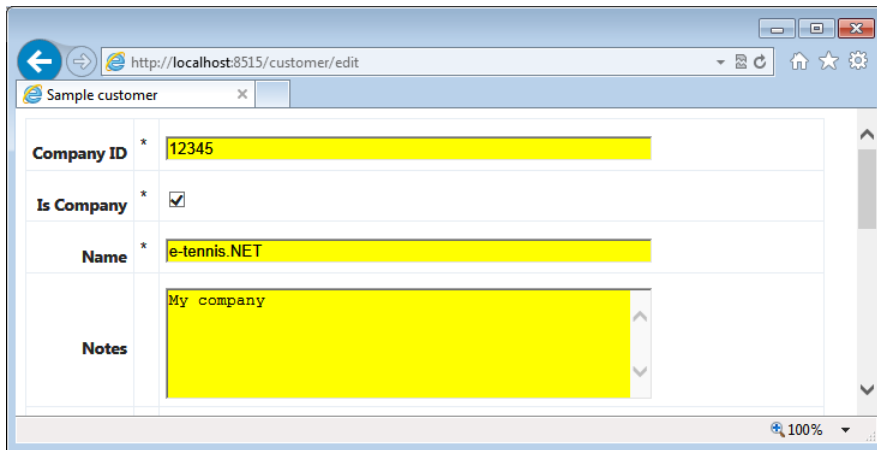 http://localhost:8515/customer/edit
Sample customer
Company ID * 12345
Is Company *
Name * e-tennis.NET
Notes My company
100%